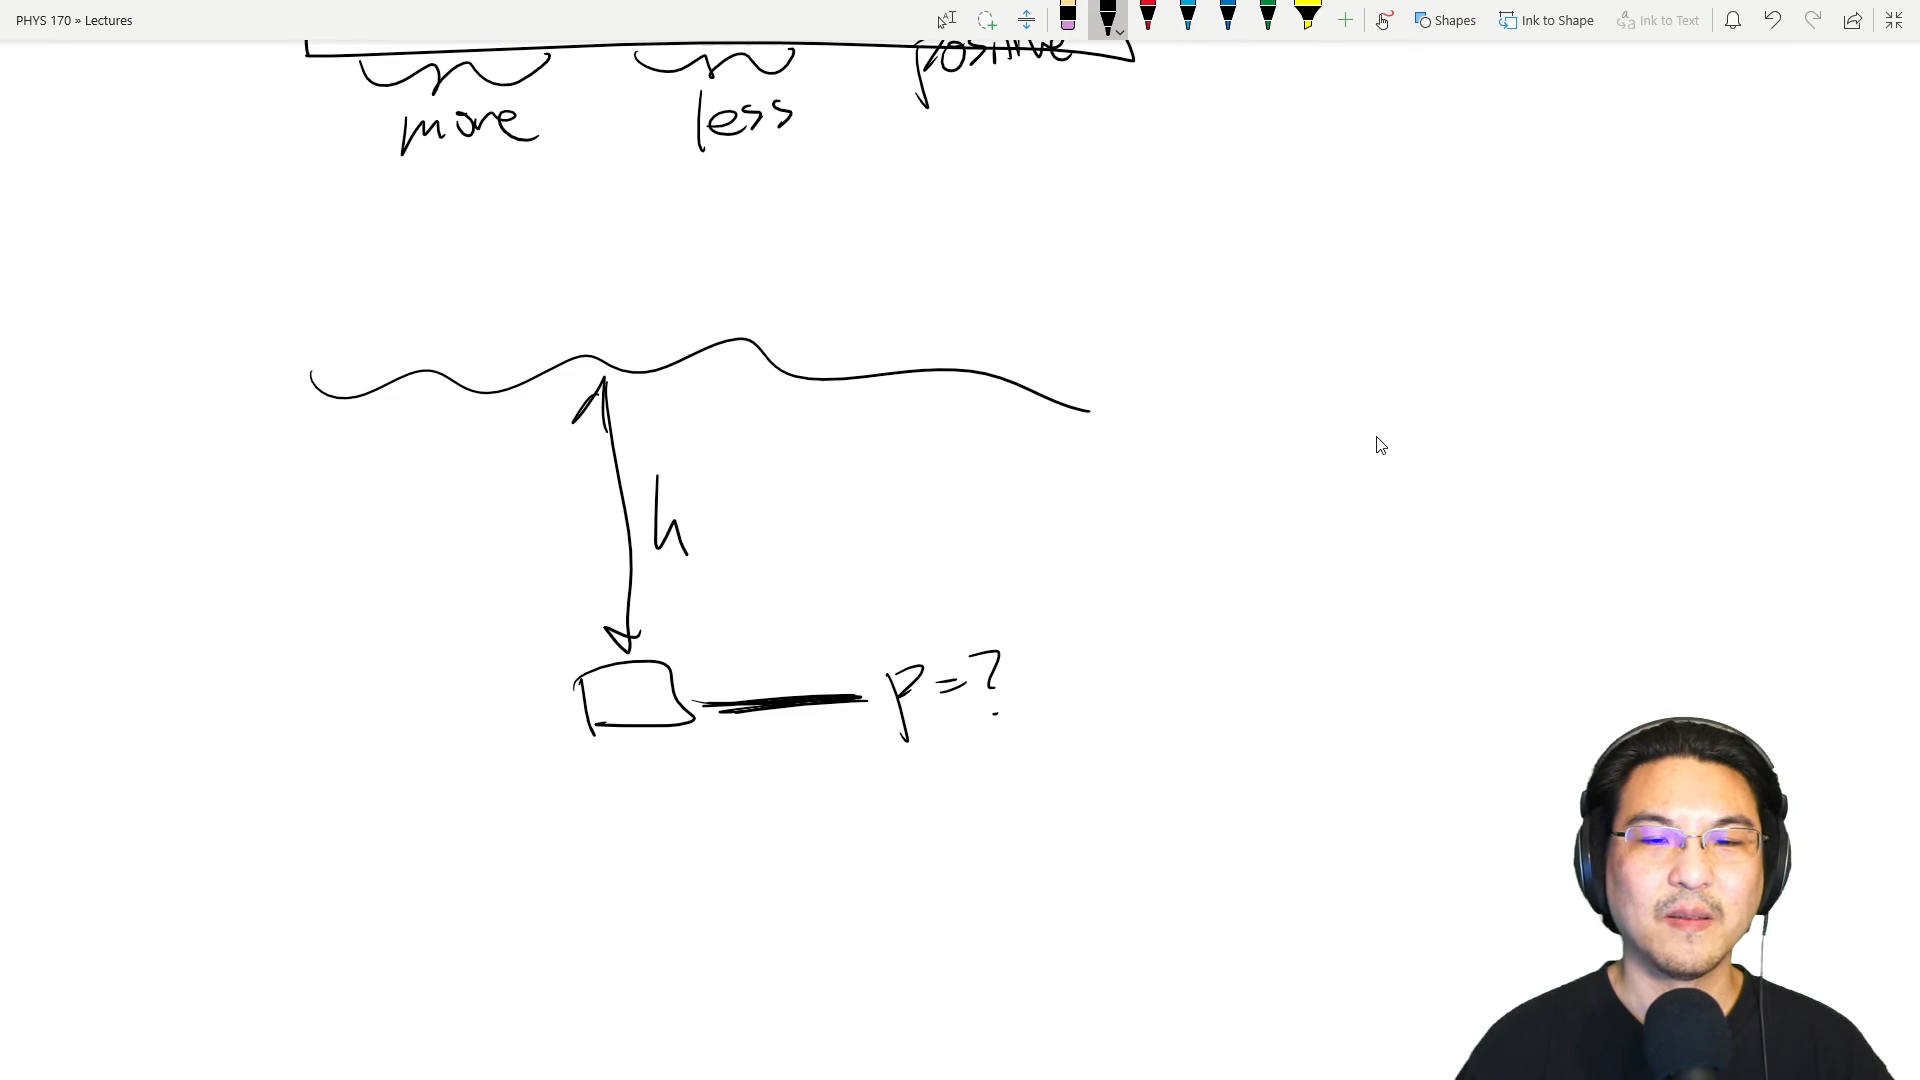 PHYS 170 » Lectures
Shapes
Ink to Shape
Ink to Text
positive
more
less
h
P = ?